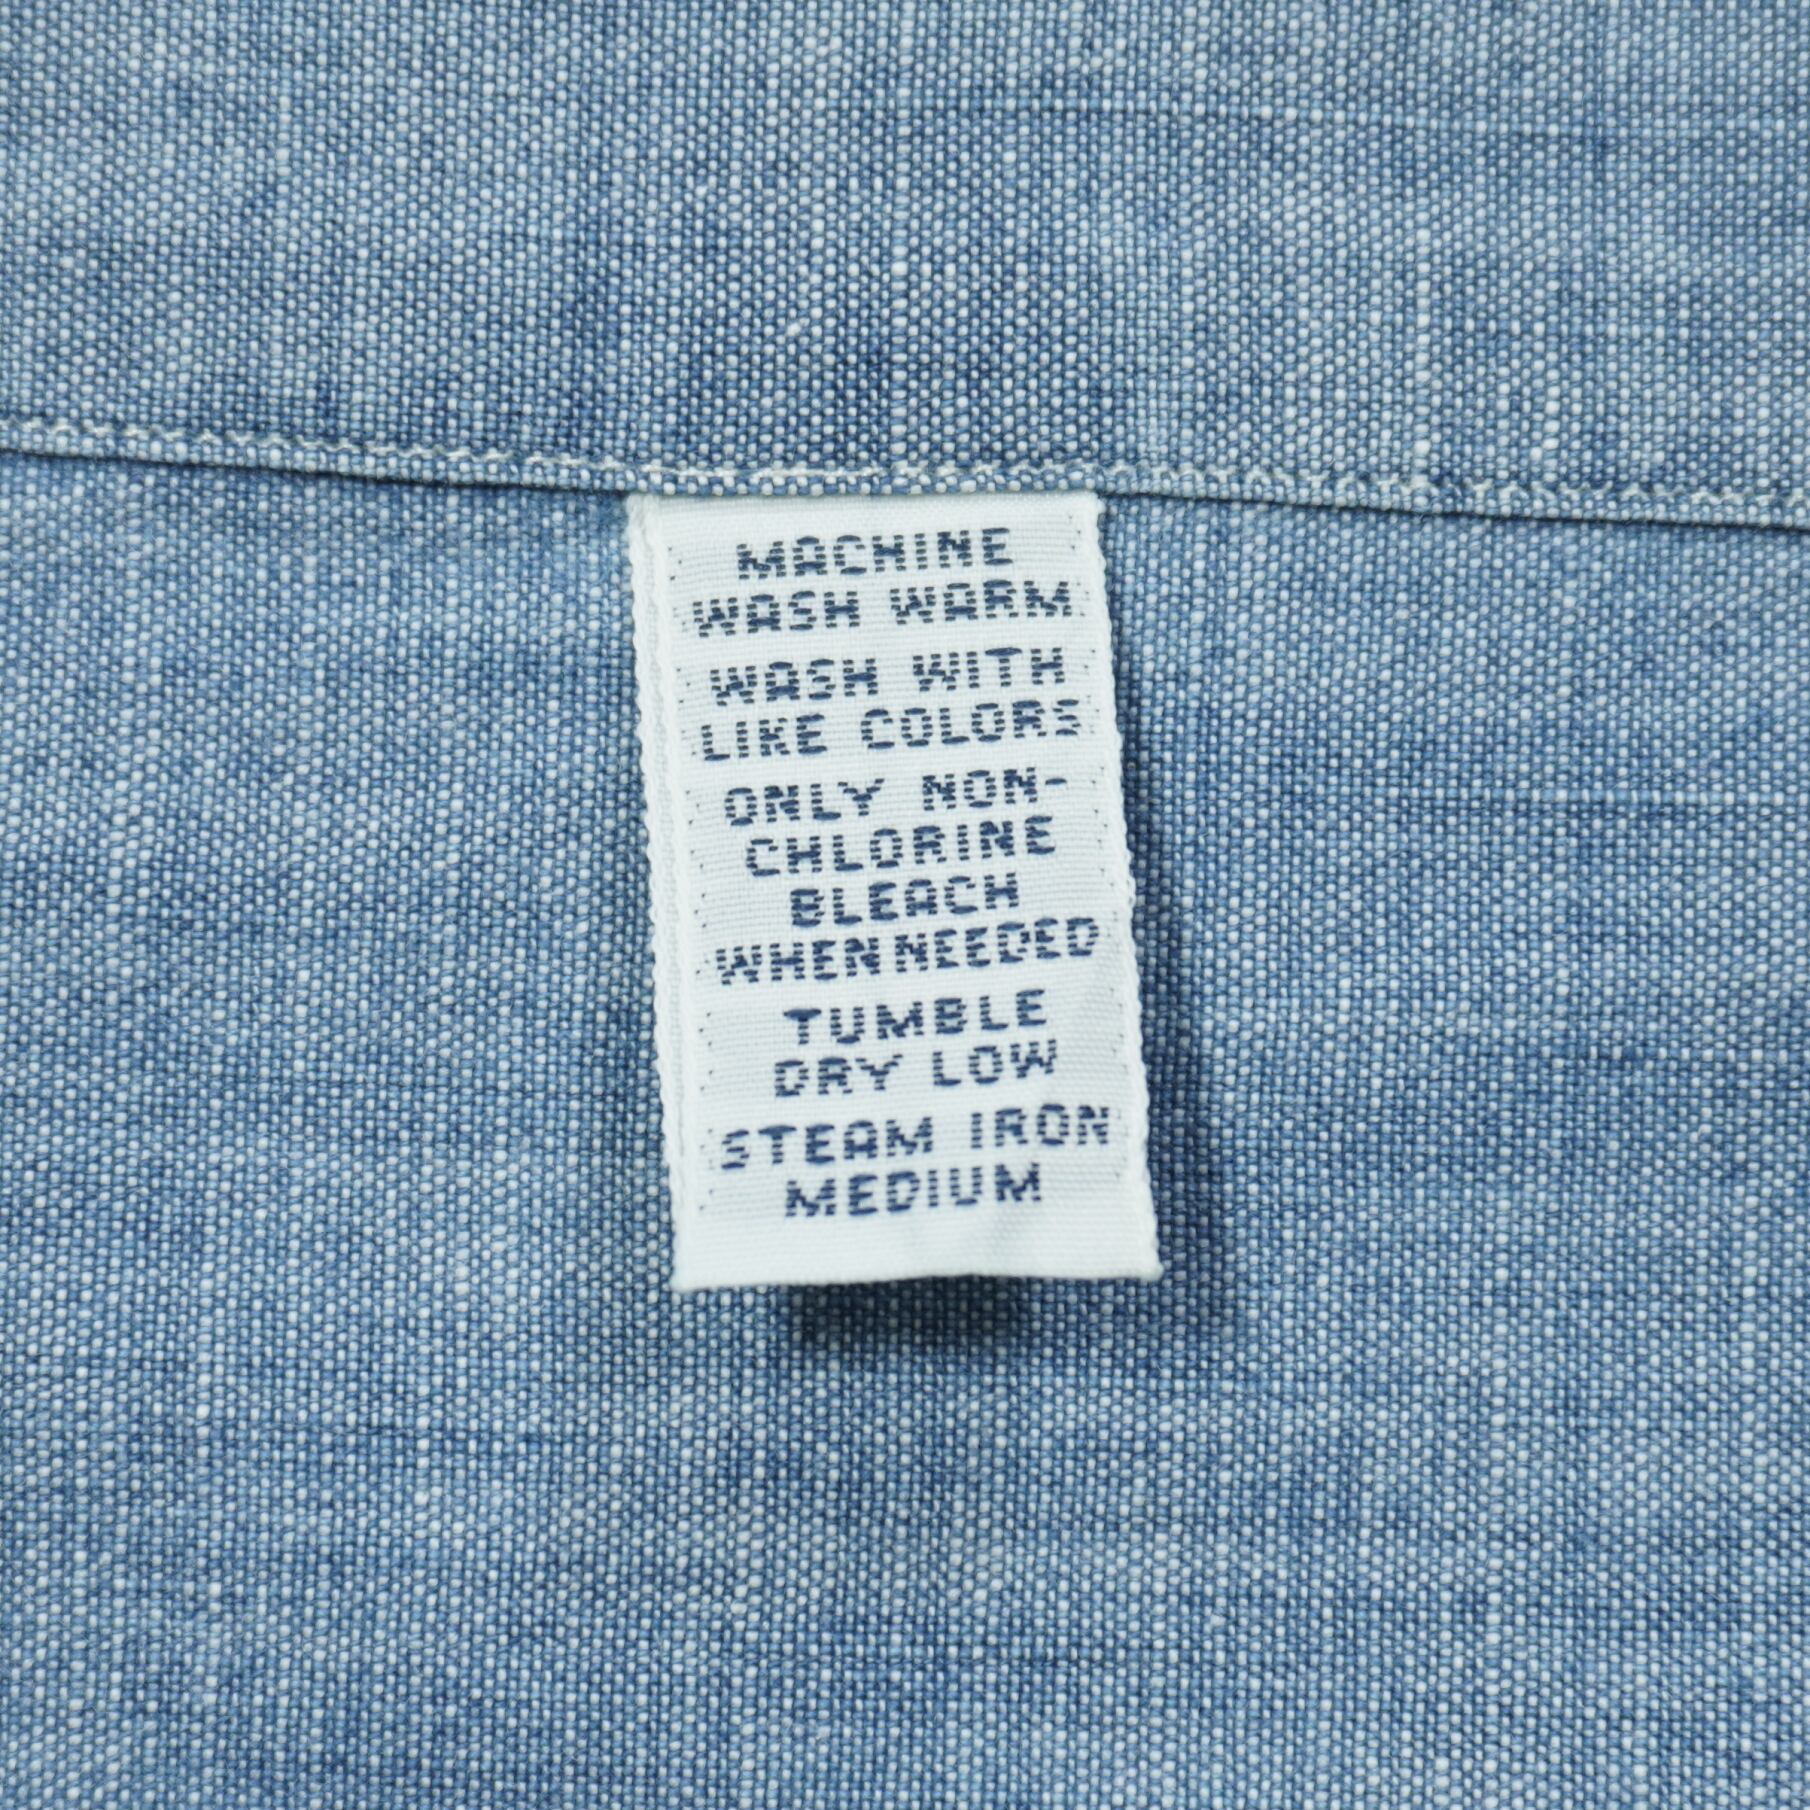 MACHINE
WASH WARM
WASH WITH
LIKE COLORS
ONLY NON-
CHLORINE
BLEACH
WHEN NEEDED
TUMBLE
DRY LOW
STEAM IRON
MEDIUM